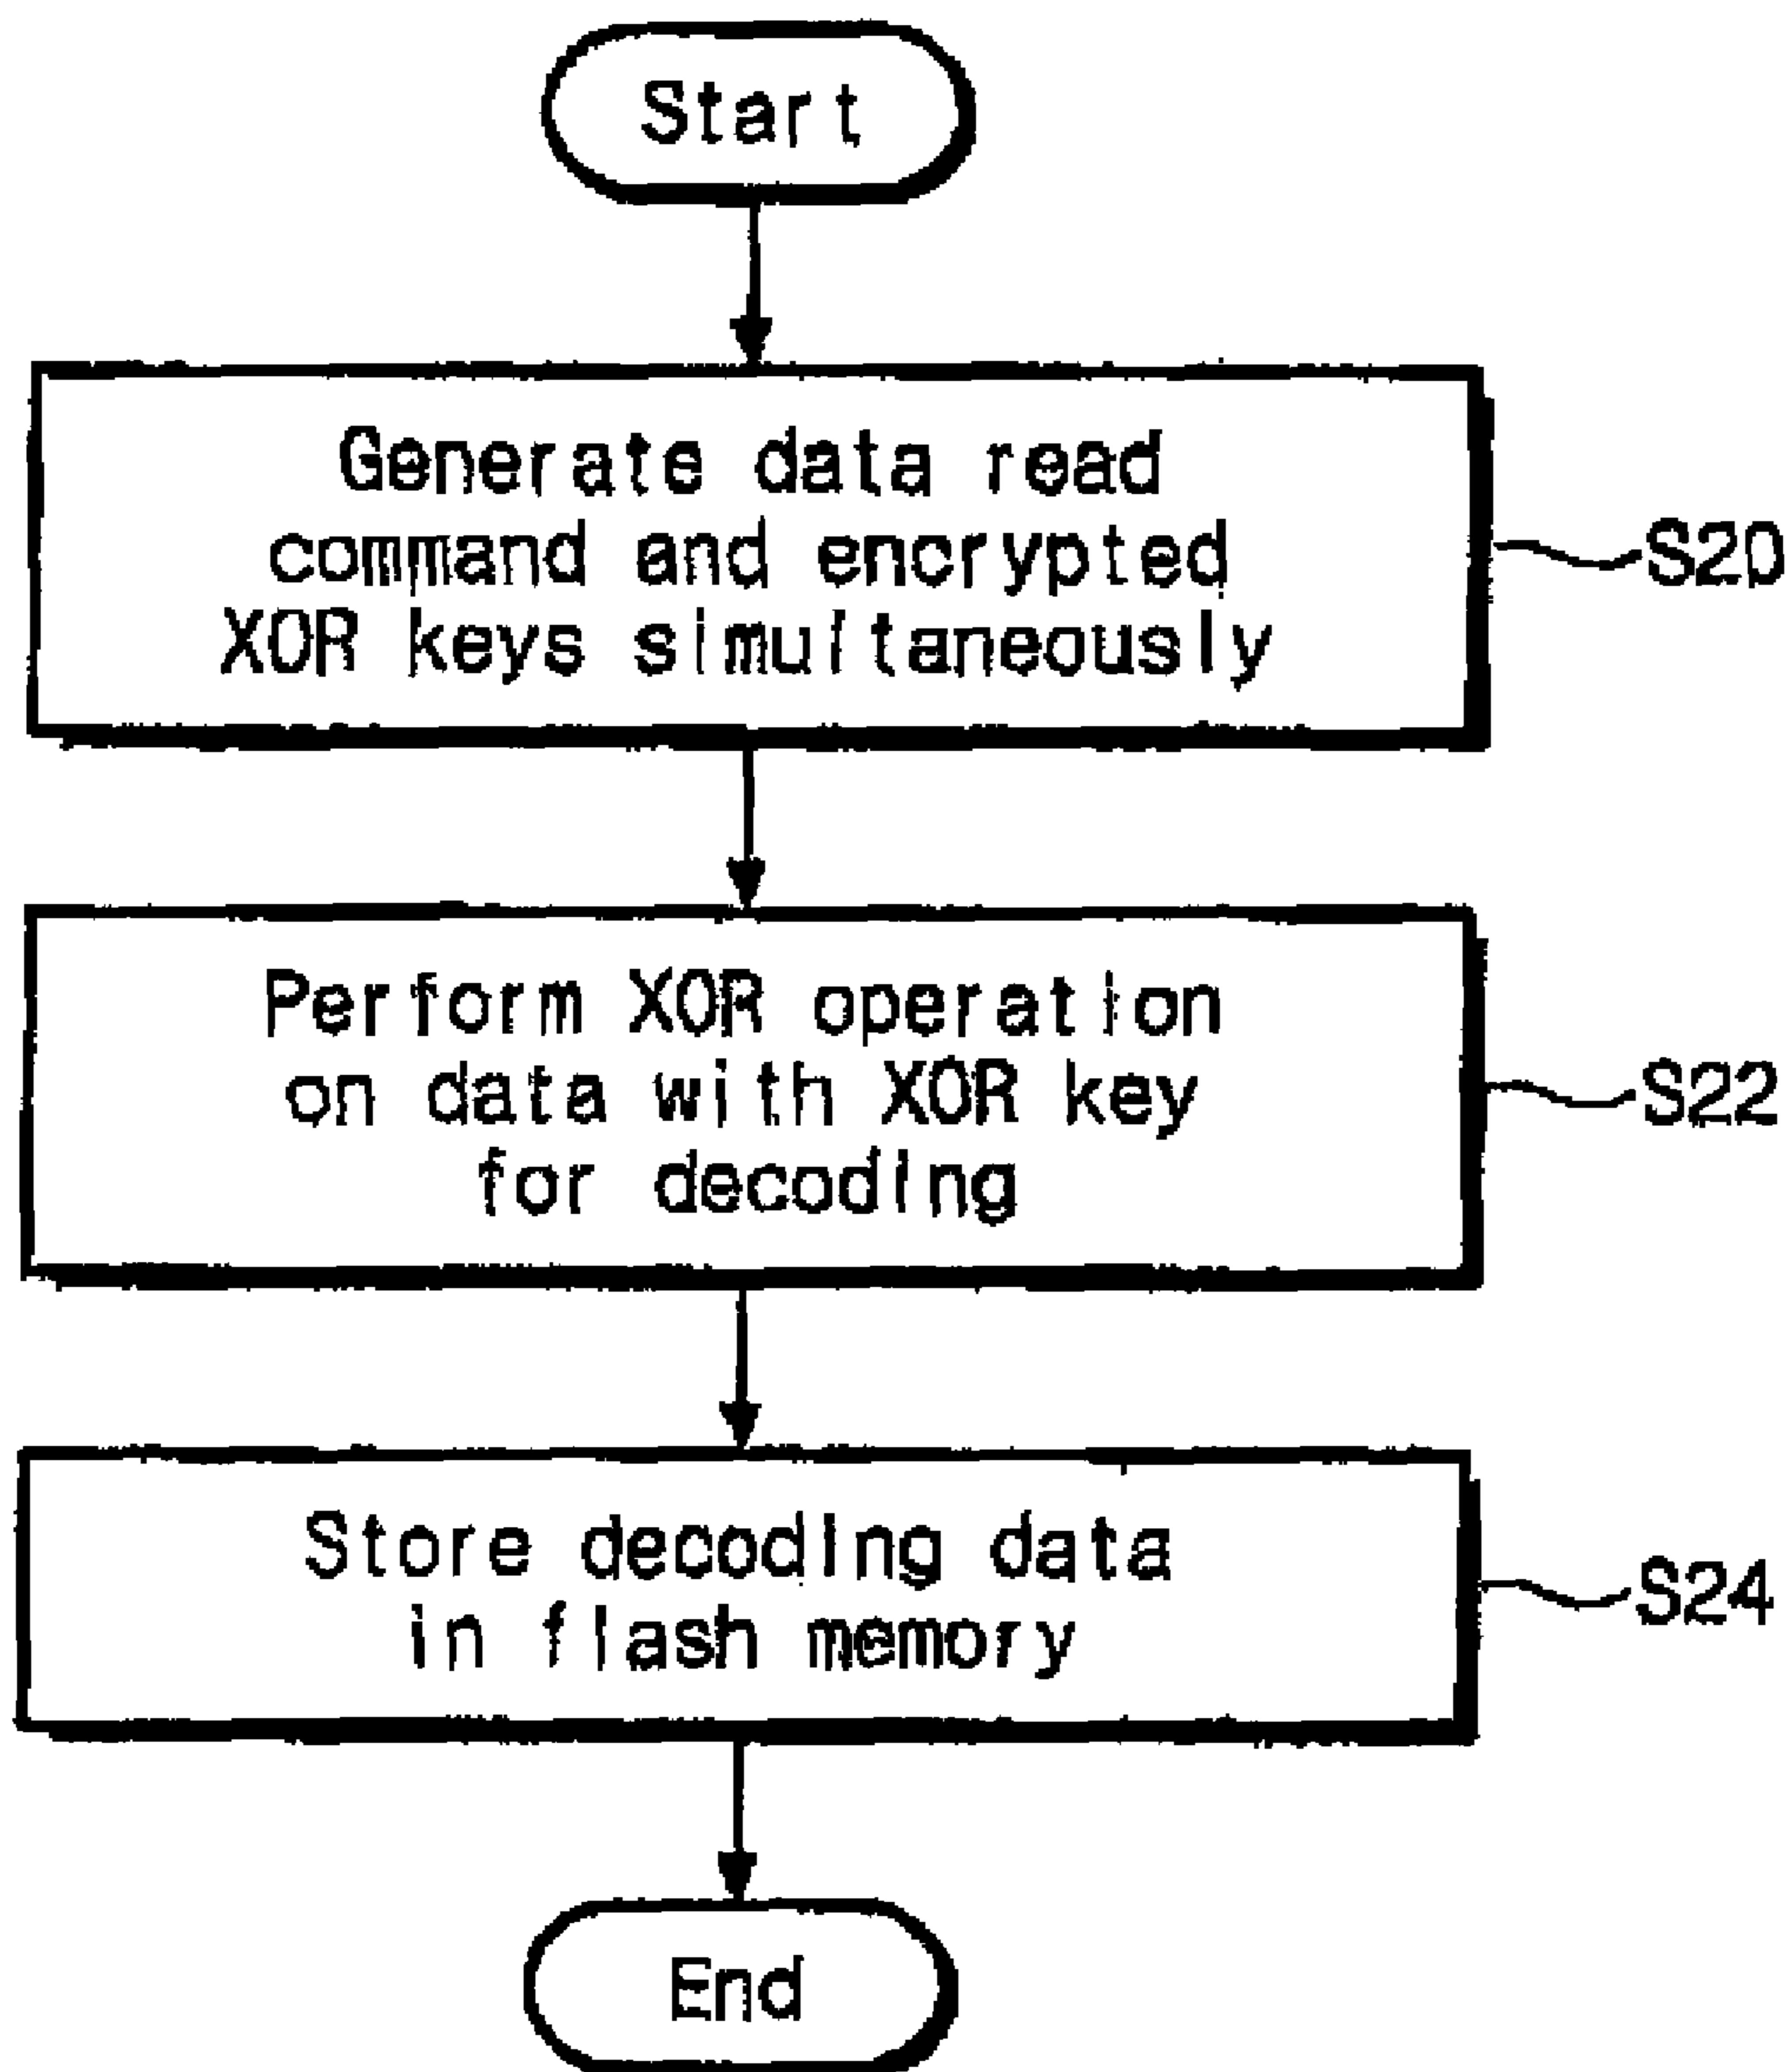 Start
Generate data read
command and encrypted
XOR keys simultaneously
S20
Perform XOR operation
on data with XOR key
for decoding
S22
Store decoding data
in flash memory
S24
End